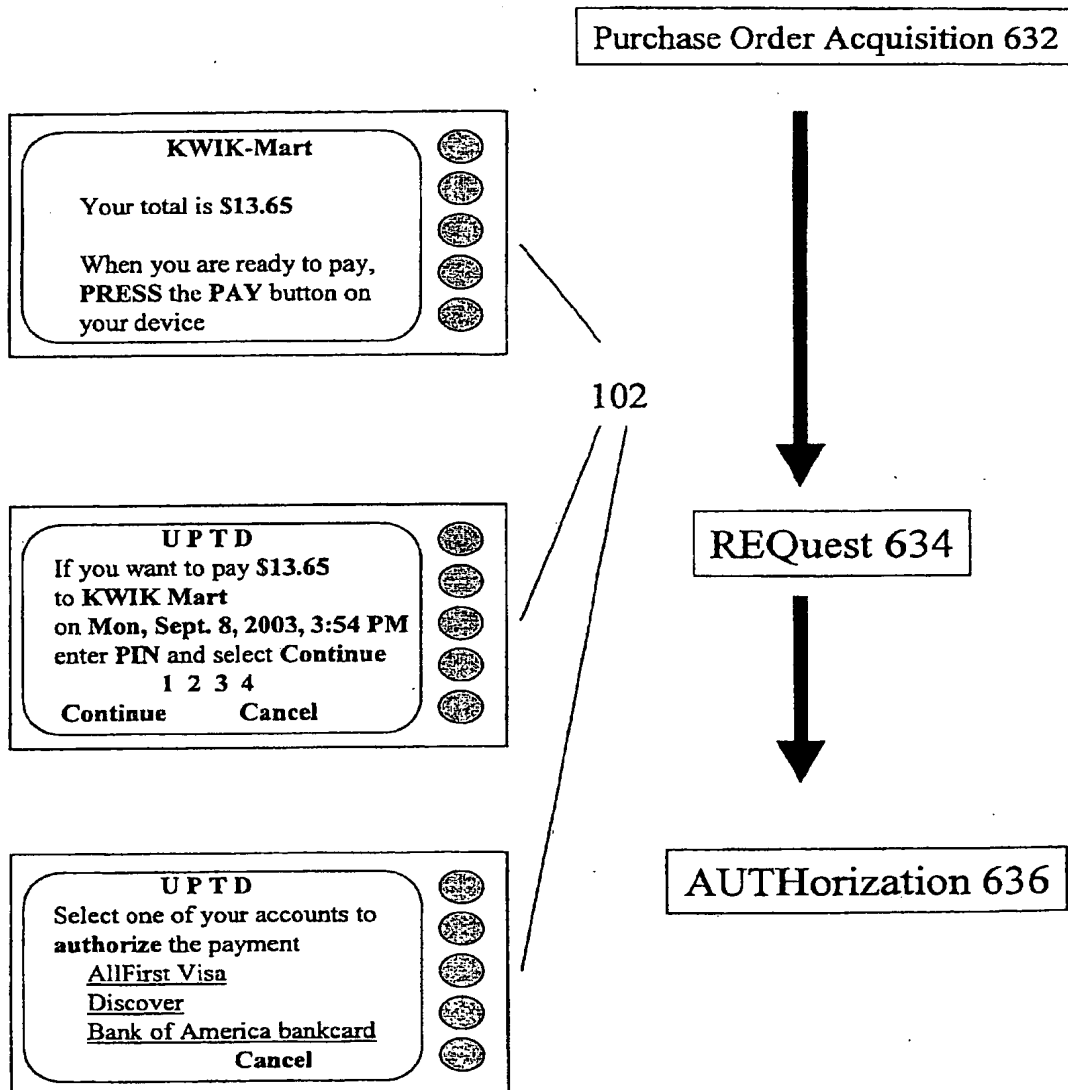 Purchase Order Acquisition 632
KWIK-Mart
Your total is $13.65
When you are ready to pay,
PRESS the PAY button on
your device
102
UPTD
If you want to pay $13.65
to KWIK Mart
on Mon, Sept. 8, 2003, 3:54 PM
enter PIN and select Continue
1 2 3 4
Continue Cancel
REQuest 634
UPTD
Select one of your accounts to
authorize the payment
AllFirst Visa
Discover
Bank of America bankcard
Cancel
AUTHorization 636